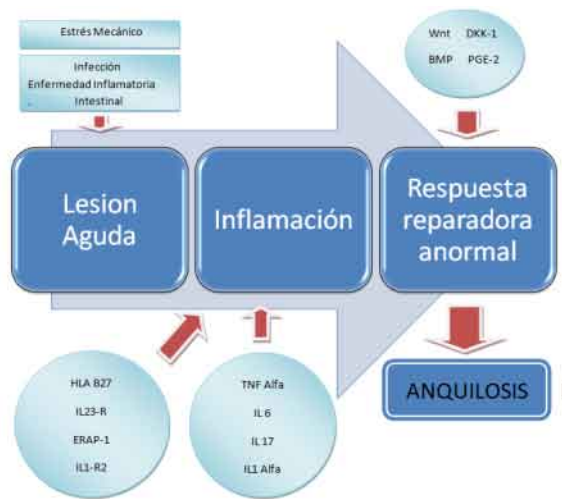 Estrés Mecánico
Infección
Enfermedad Inflamatoria
. Intestinal
Wnt DKK-1
BMP PGE-2
Lesion
Aguda
Inflamación
Respuesta
reparadora
anormal
HLA B27
IL23-R
ERAP-1
IL1-R2
TNF Alfa
IL 6
IL 17
IL1 Alfa
ANQUILOSIS